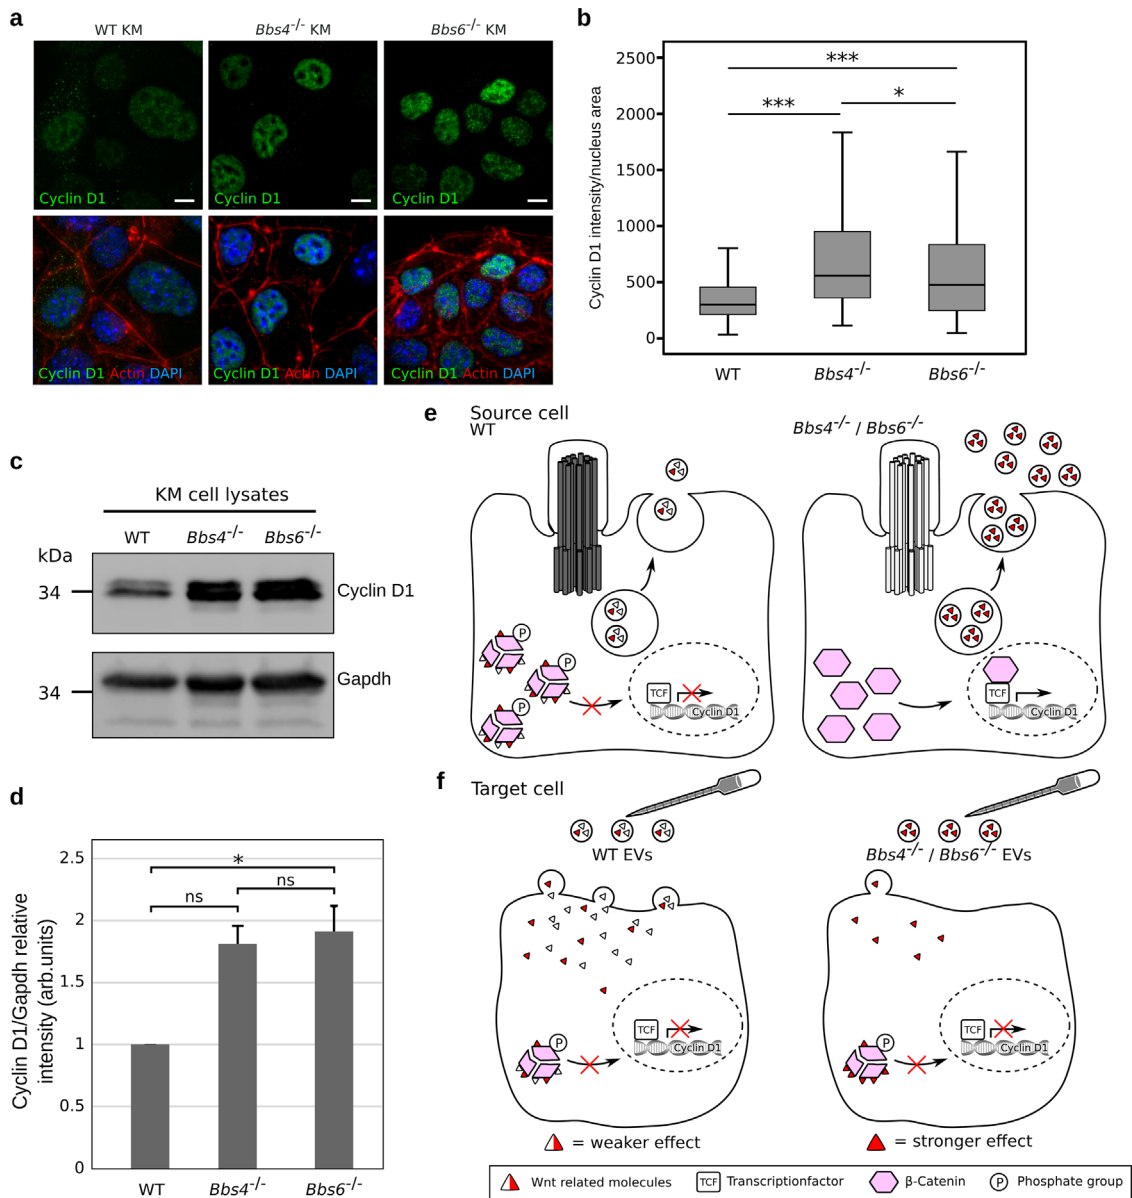 a
WT KM
Bbs4-/- KM
Bbs6-/- KM
Cyclin D1
Cyclin D1
Cyclin D1
Cyclin D1 Actin DAPI
Cyclin D1 Actin DAPI
Cyclin D1 Actin DAPI
b
Cyclin D1 intensity/nucleus area
2500
2000
1500
1000
500
0
***
***
*
WT
Bbs4-/-
Bbs6-/-
c
KM cell lysates
WT
Bbs4-/-
Bbs6-/-
kDa
34
Cyclin D1
34
Gapdh
d
Cyclin D1/Gapdh relative
intensity (arb.units)
2.5
2
1.5
1
0.5
0
*
ns
ns
WT
Bbs4-/-
Bbs6-/-
e
Source cell
WT
Bbs4-/- / Bbs6-/-
P
P
P
TCF
Cyclin D1
TCF
Cyclin D1
f
Target cell
WT EVs
Bbs4-/- / Bbs6-/- EVs
P
TCF
Cyclin D1
P
TCF
Cyclin D1
= weaker effect
= stronger effect
Wnt related molecules
TCF
Transcriptionfactor
β-Catenin
P
Phosphate group